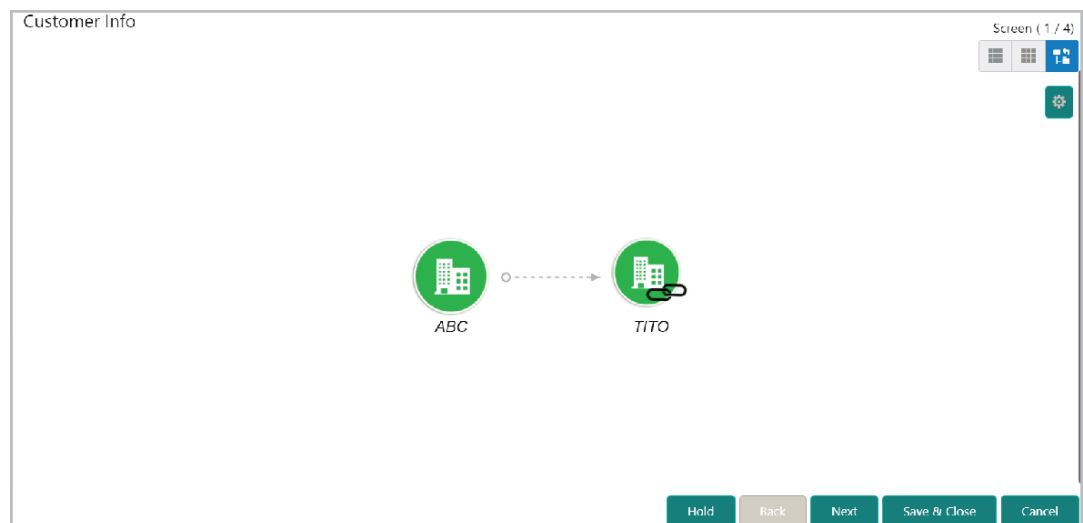 Customer Info
Screen ( 1 / 4)
ABC
TITO
Hold
Back
Next
Save & Close
Cancel